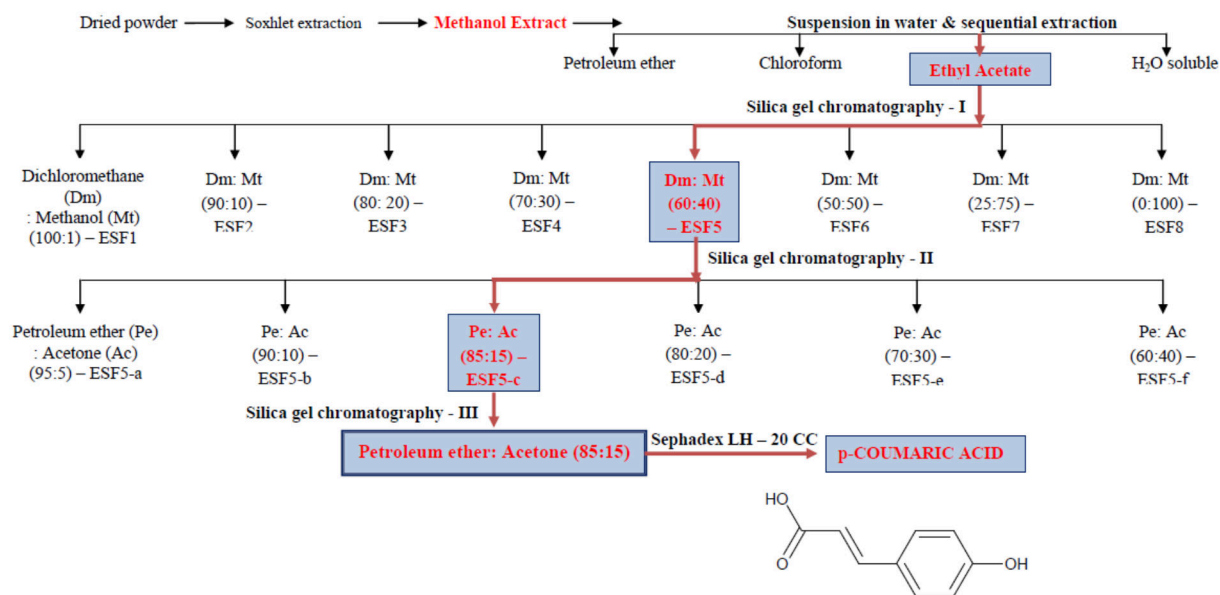 Dried powder Soxhlet extraction Methanol Extract Suspension in water & sequential extraction
Petroleum ether Chloroform Ethyl Acetate H₂O soluble
Silica gel chromatography - I
Dichloromethane
(Dm)
: Methanol (Mt)
(100:1) – ESF1
Dm: Mt
(90:10) –
ESF2
Dm: Mt
(80: 20) –
ESF3
Dm: Mt
(70:30) –
ESF4
Dm: Mt
(60:40)
– ESF5
Dm: Mt
(50:50) –
ESF6
Dm: Mt
(25:75) –
ESF7
Dm: Mt
(0:100) –
ESF8
Silica gel chromatography - II
Petroleum ether (Pe)
: Acetone (Ac)
(95:5) – ESF5-a
Pe: Ac
(90:10) –
ESF5-b
Pe: Ac
(85:15) –
ESF5-c
Pe: Ac
(80:20) –
ESF5-d
Pe: Ac
(70:30) –
ESF5-e
Pe: Ac
(60:40) –
ESF5-f
Silica gel chromatography - III
Petroleum ether: Acetone (85:15)
Sephadex LH – 20 CC
p-COUMARIC ACID
HO
O
OH